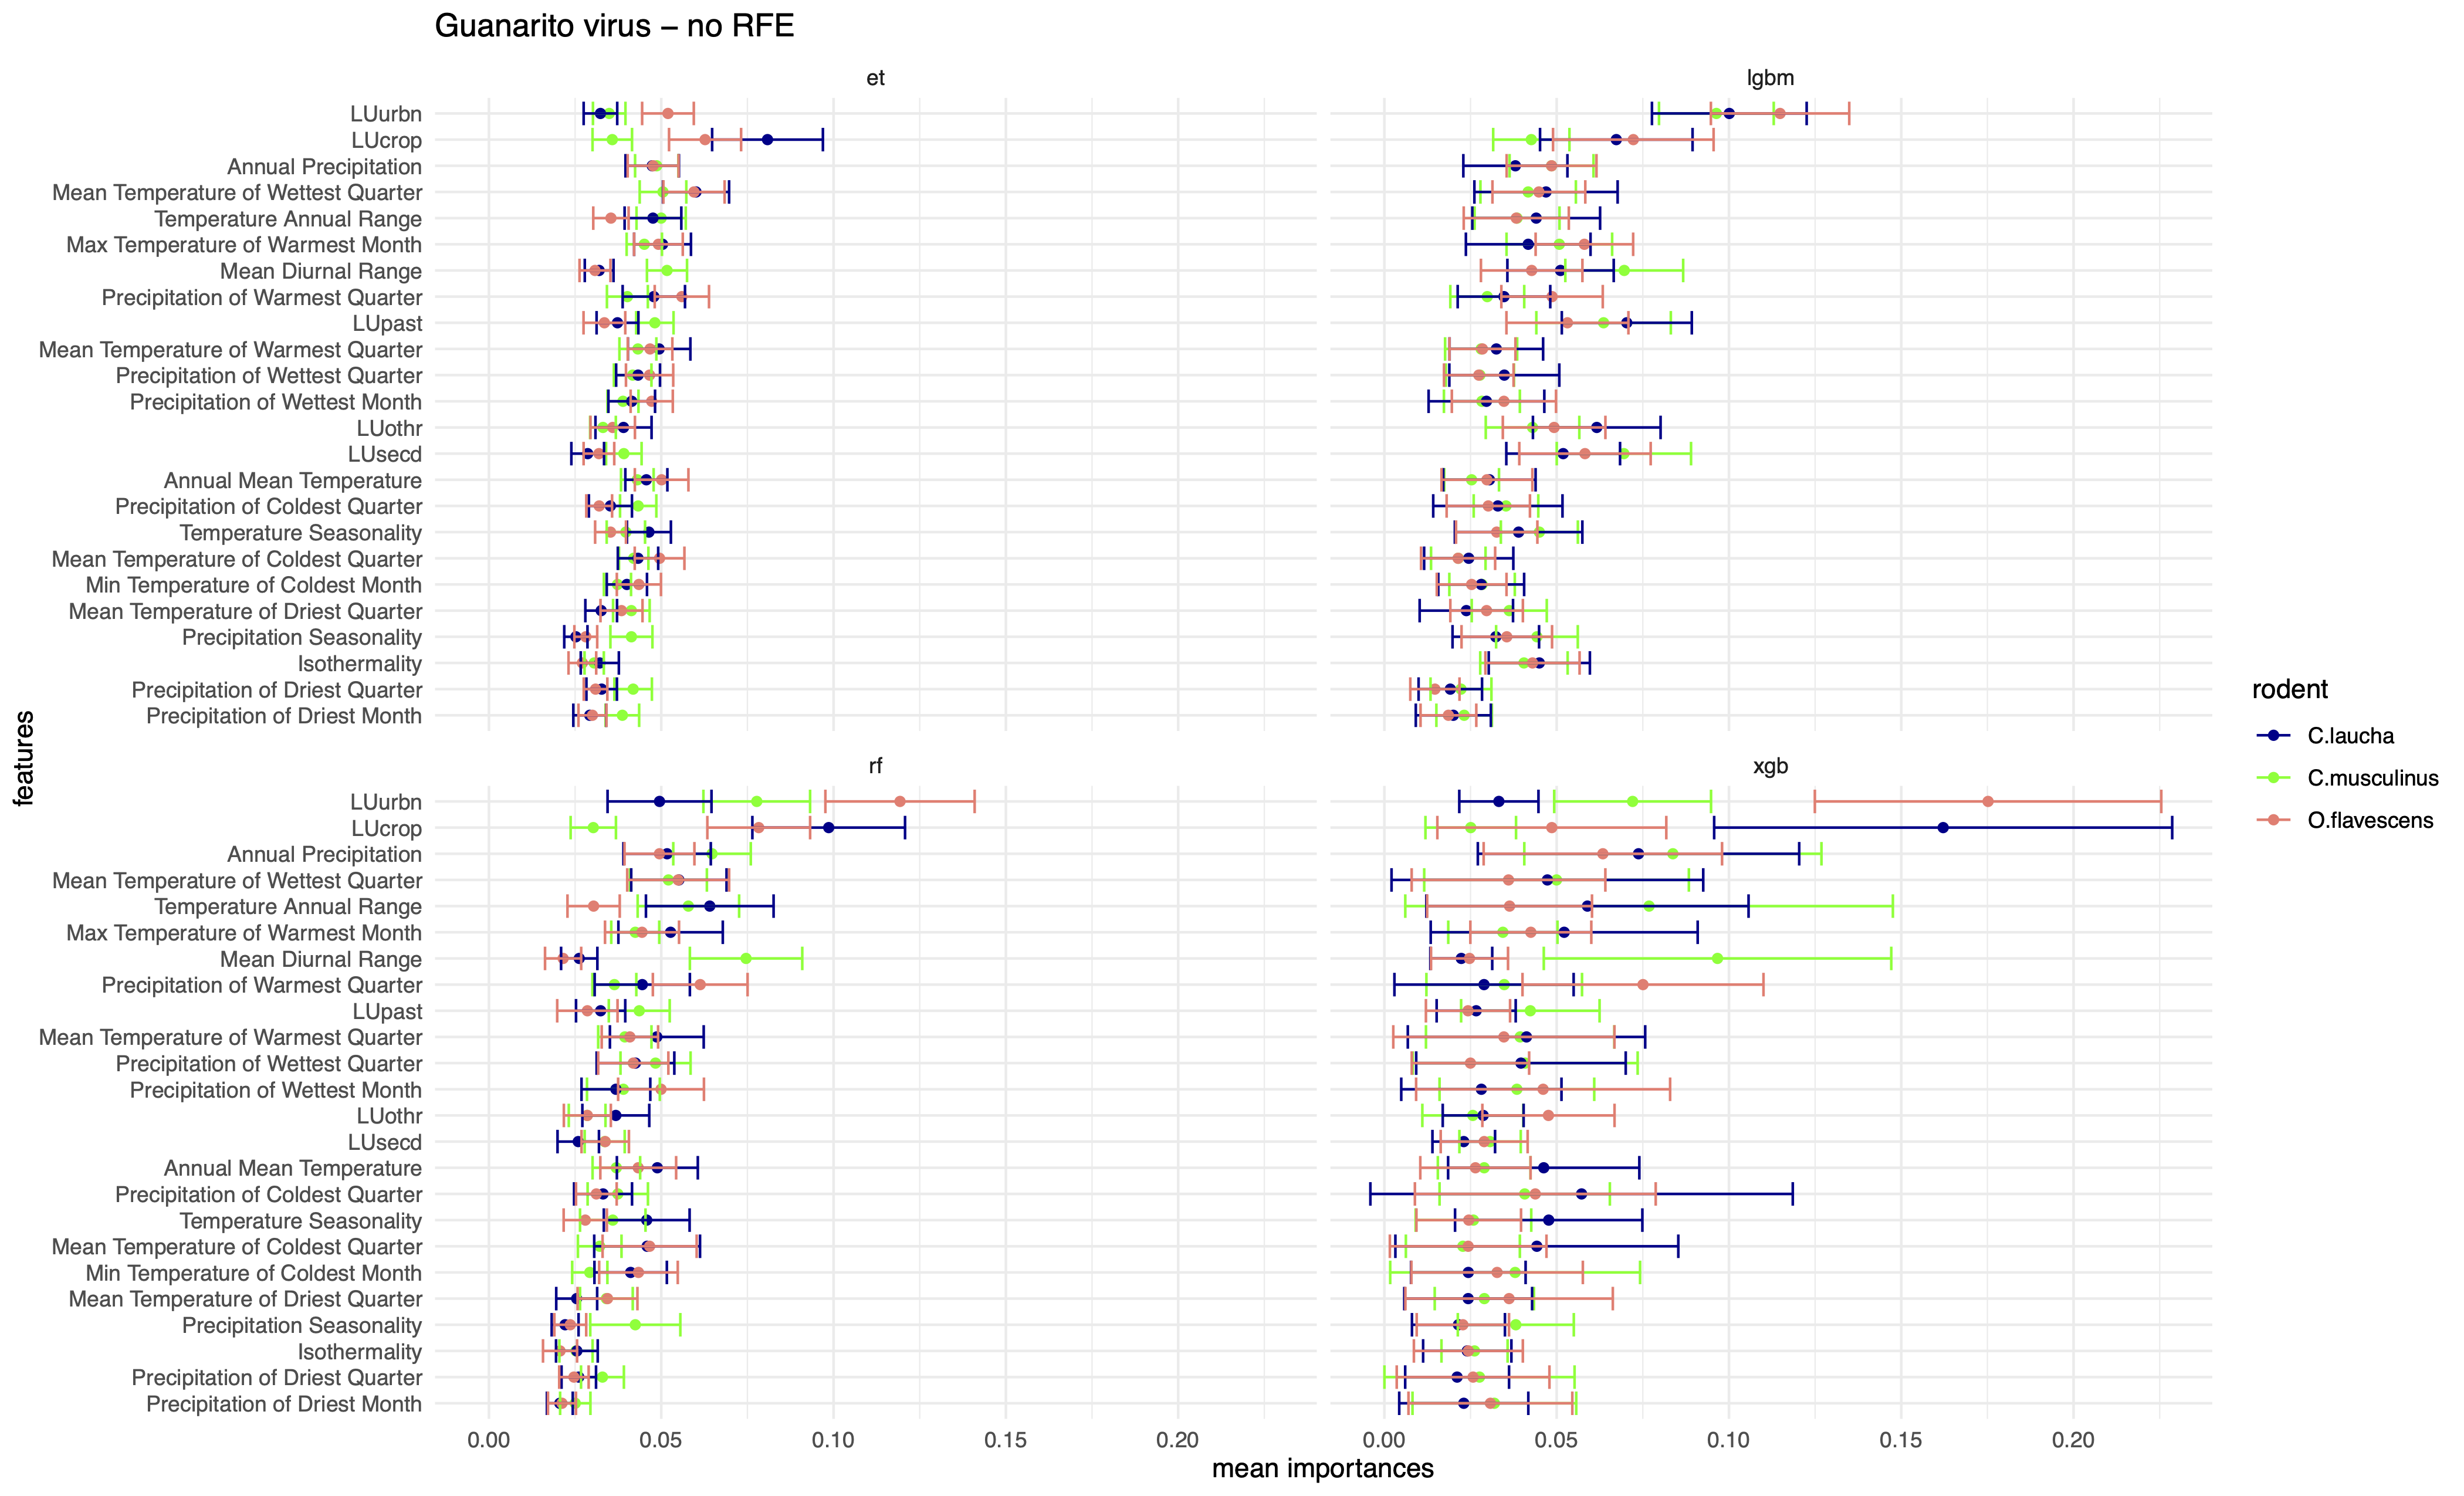 Guanarito virus – no RFE
et
lgbm
LUurbn
LUcrop
Annual Precipitation
Mean Temperature of Wettest Quarter
Temperature Annual Range
Max Temperature of Warmest Month
Mean Diurnal Range
Precipitation of Warmest Quarter
LUpast
Mean Temperature of Warmest Quarter
Precipitation of Wettest Quarter
Precipitation of Wettest Month
LUothr
LUsecd
Annual Mean Temperature
Precipitation of Coldest Quarter
Temperature Seasonality
Mean Temperature of Coldest Quarter
Min Temperature of Coldest Month
Mean Temperature of Driest Quarter
Precipitation Seasonality
Isothermality
Precipitation of Driest Quarter
Precipitation of Driest Month
features
rf
xgb
LUurbn
LUcrop
Annual Precipitation
Mean Temperature of Wettest Quarter
Temperature Annual Range
Max Temperature of Warmest Month
Mean Diurnal Range
Precipitation of Warmest Quarter
LUpast
Mean Temperature of Warmest Quarter
Precipitation of Wettest Quarter
Precipitation of Wettest Month
LUothr
LUsecd
Annual Mean Temperature
Precipitation of Coldest Quarter
Temperature Seasonality
Mean Temperature of Coldest Quarter
Min Temperature of Coldest Month
Mean Temperature of Driest Quarter
Precipitation Seasonality
Isothermality
Precipitation of Driest Quarter
Precipitation of Driest Month
0.00 0.05 0.10 0.15 0.20
0.00 0.05 0.10 0.15 0.20
mean importances
rodent
C.laucha
C.musculinus
O.flavescens